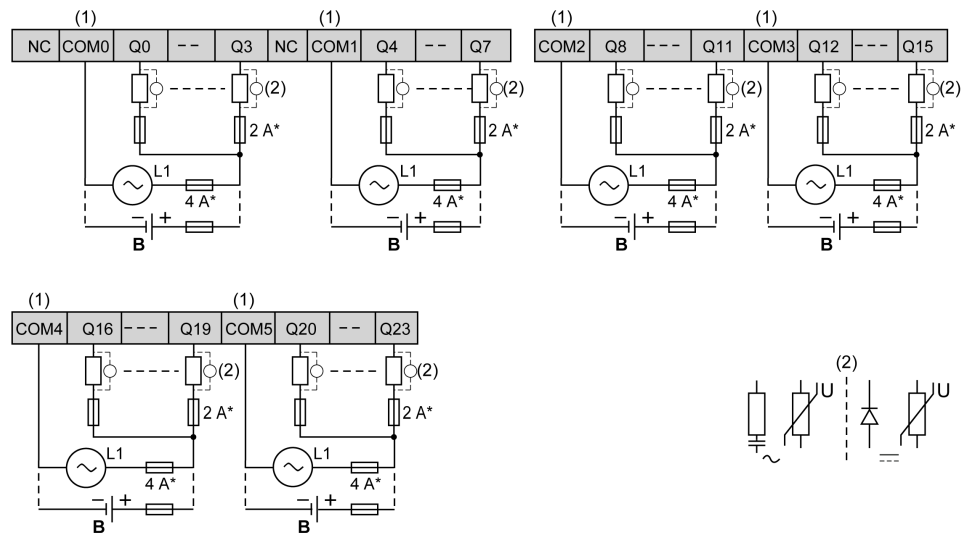 (1) (1) (1) (1)
NC COM0 Q0 -- Q3 NC COM1 Q4 -- Q7 COM2 Q8 --- Q11 COM3 Q12 --- Q15
(2) (2) (2) (2)
2 A* 2 A* 2 A* 2 A*
L1 L1 L1 L1
4 A* 4 A* 4 A* 4 A*
− + − + − + − +
B B B B
(1) (1)
COM4 Q16 --- Q19 COM5 Q20 -- Q23
(2) (2) (2)
U U
2 A* 2 A*
L1 L1
4 A* 4 A*
− + − +
B B